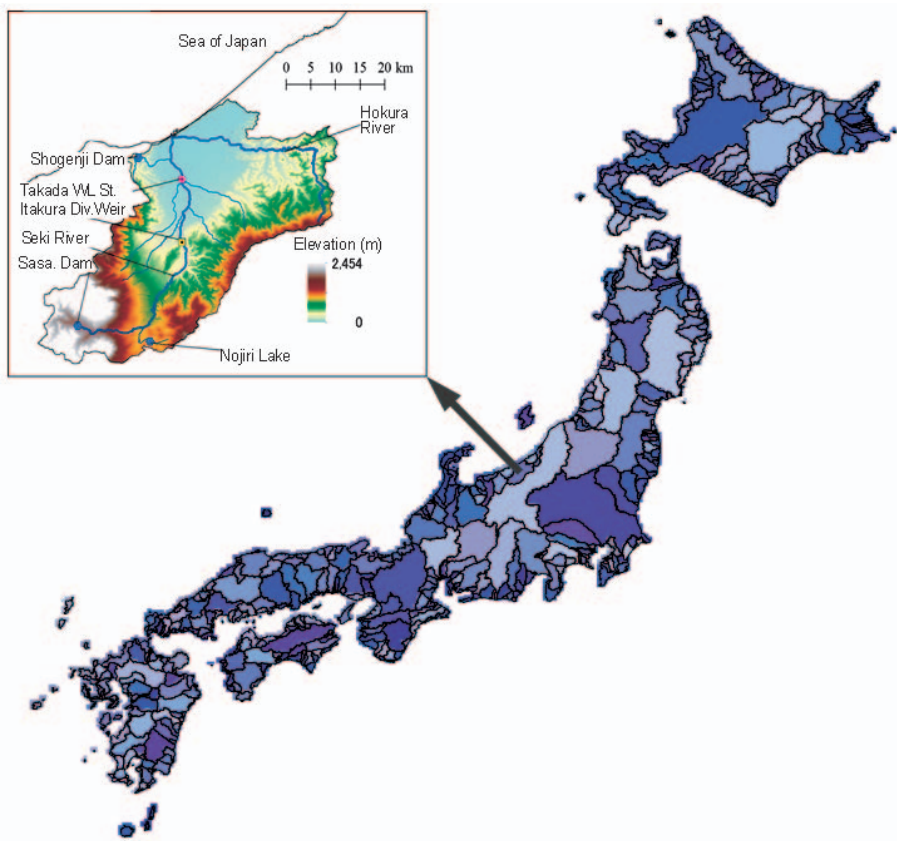 Sea of Japan
0 5 10 15 20 km
Hokura
River
Shogenji Dam
Takada WL St.
Itakura Div.Weir
Seki River
Sasa. Dam
Elevation (m)
2,454
0
Nojiri Lake